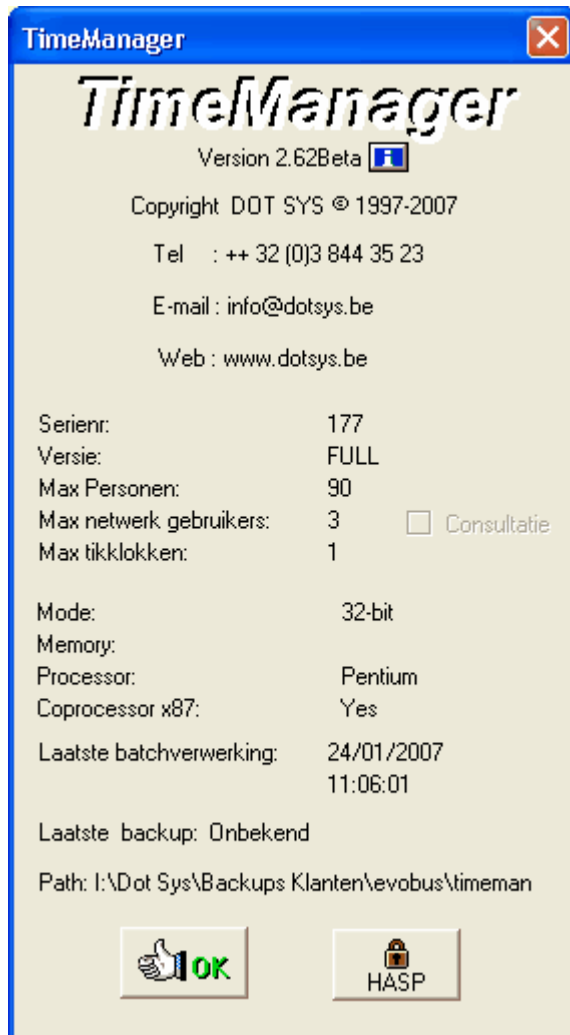 TimeManager
TimeManager
Version 2.62Beta
Copyright DOT SYS © 1997-2007
Tel : ++ 32 (0)3 844 35 23
E-mail : info@dotsys.be
Web : www.dotsys.be
Serienr: 177
Versie: FULL
Max Personen: 90
Max netwerk gebruikers: 3 Consultatie
Max tikklokken: 1
Mode: 32-bit
Memory:
Processor: Pentium
Coprocessor x87: Yes
Laatste batchverwerking: 24/01/2007
11:06:01
Laatste backup: Onbekend
Path: I:\Dot Sys\Backups Klanten\evobus\timeman
OK
HASP